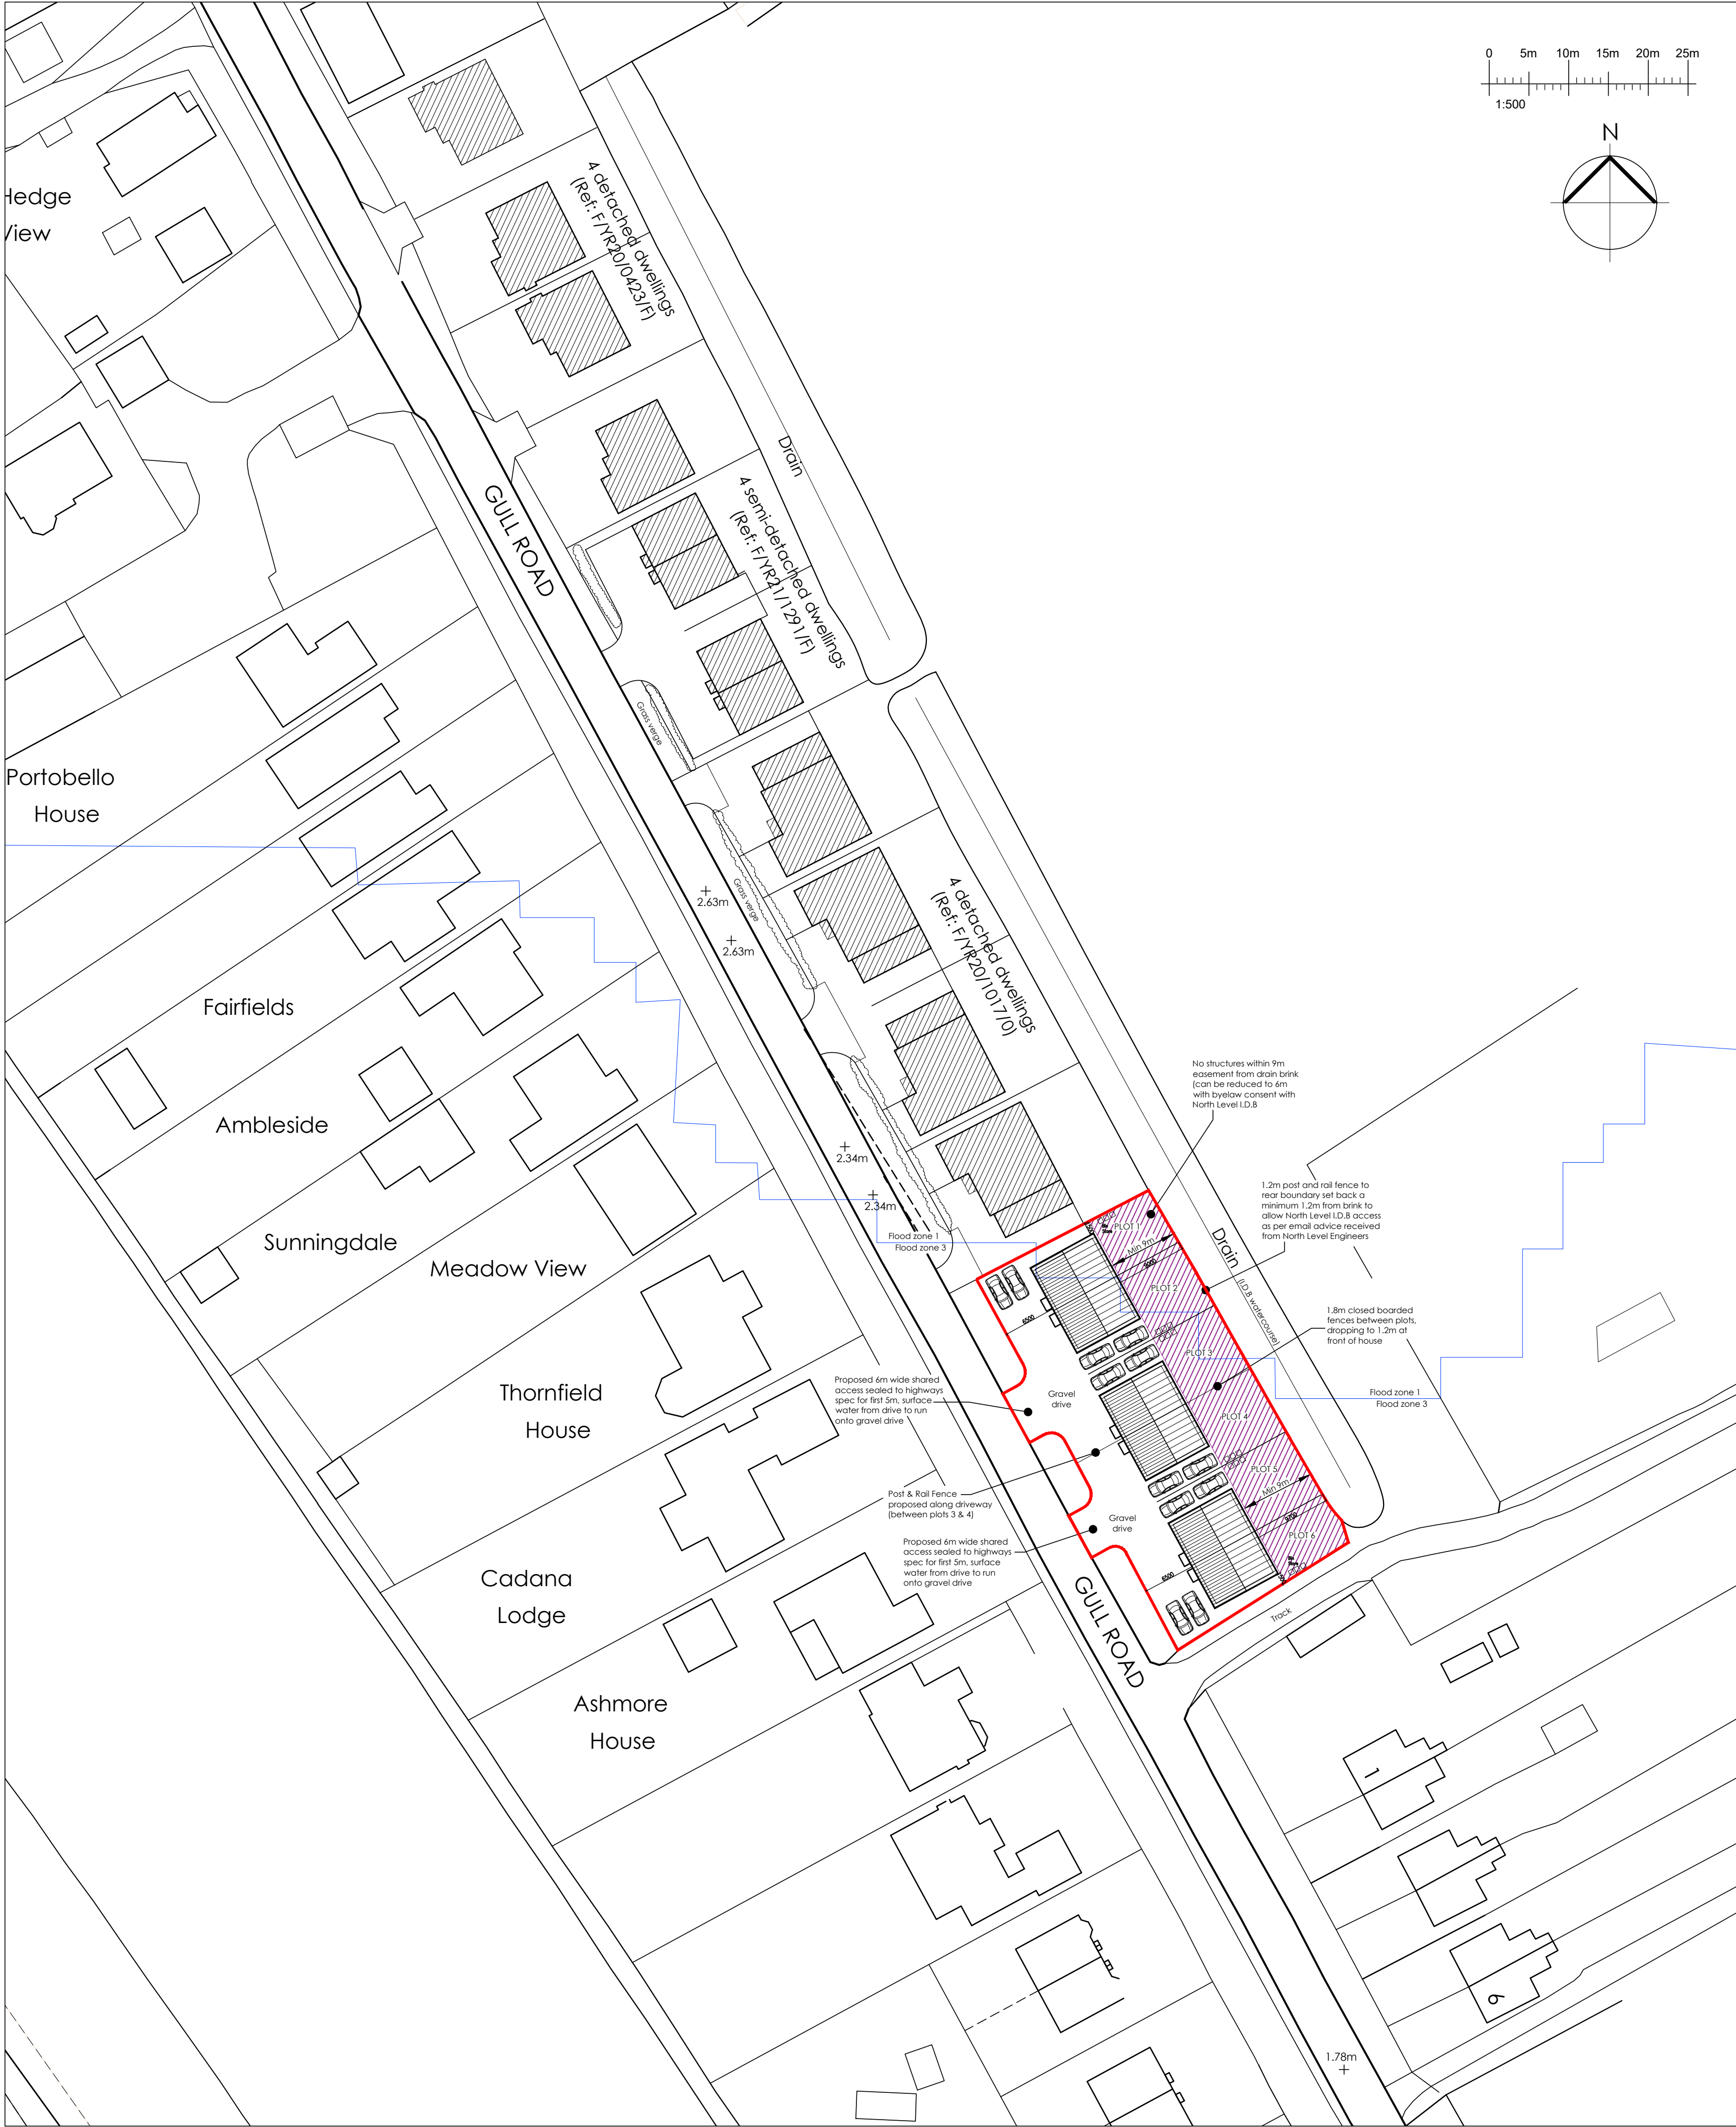 0 5m 10m 15m 20m 25m
1:500
N
Hedge
View
4 detached dwellings
(Ref: F/YR20/0423/F)
Drain
GULL ROAD
4 semi-detached dwellings
(Ref: F/YR21/1291/F)
Grass verge
Portobello
House
2.63m
Grass verge
2.63m
4 detached dwellings
(Ref: F/YR20/1017/0)
Fairfields
No structures within 9m
easement from drain brink
(can be reduced to 6m
with byelaw consent with
North Level I.D.B
Ambleside
2.34m
2.34m
1.2m post and rail fence to
rear boundary set back a
minimum 1.2m from brink to
allow North Level I.D.B access
as per email advice received
from North Level Engineers
Sunningdale
Flood zone 1
Flood zone 3
PLOT 1
Drain
(I.D.B watercourse)
Meadow View
Min 9m
9000
PLOT 2
6500
1.8m closed boarded
fences between plots,
dropping to 1.2m at
front of house
PLOT 3
Thornfield
House
Proposed 6m wide shared
access sealed to highways
spec for first 5m, surface
water from drive to run
onto gravel drive
Gravel
drive
Flood zone 1
Flood zone 3
PLOT 4
PLOT 5
Min 9m
Post & Rail Fence
proposed along driveway
(between plots 3 & 4)
Gravel
drive
PLOT 6
Proposed 6m wide shared
access sealed to highways
spec for first 5m, surface
water from drive to run
onto gravel drive
6500
Cadana
Lodge
GULL ROAD
Track
Ashmore
House
1
6
1.78m